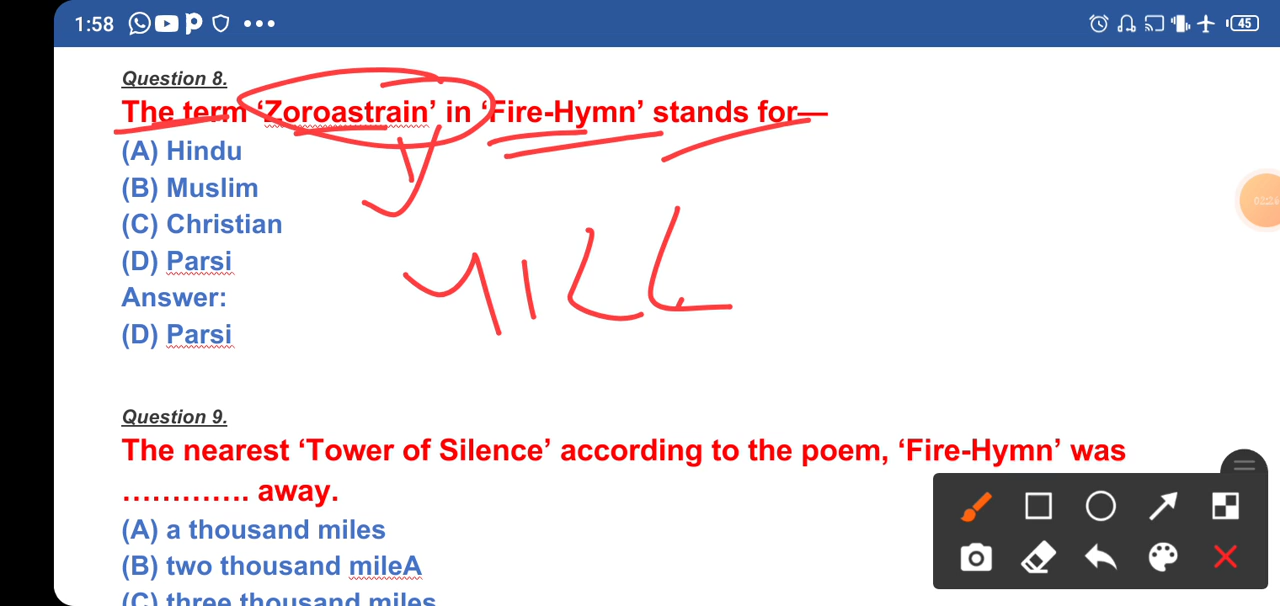 1:58 45
Question 8.
The term ‘Zoroastrain’ in ‘Fire-Hymn’ stands for—
(A) Hindu
(B) Muslim
(C) Christian
(D) Parsi
Answer:
(D) Parsi
Question 9.
The nearest ‘Tower of Silence’ according to the poem, ‘Fire-Hymn’ was
………….. away.
(A) a thousand miles
(B) two thousand mileA
(C) three thousand miles